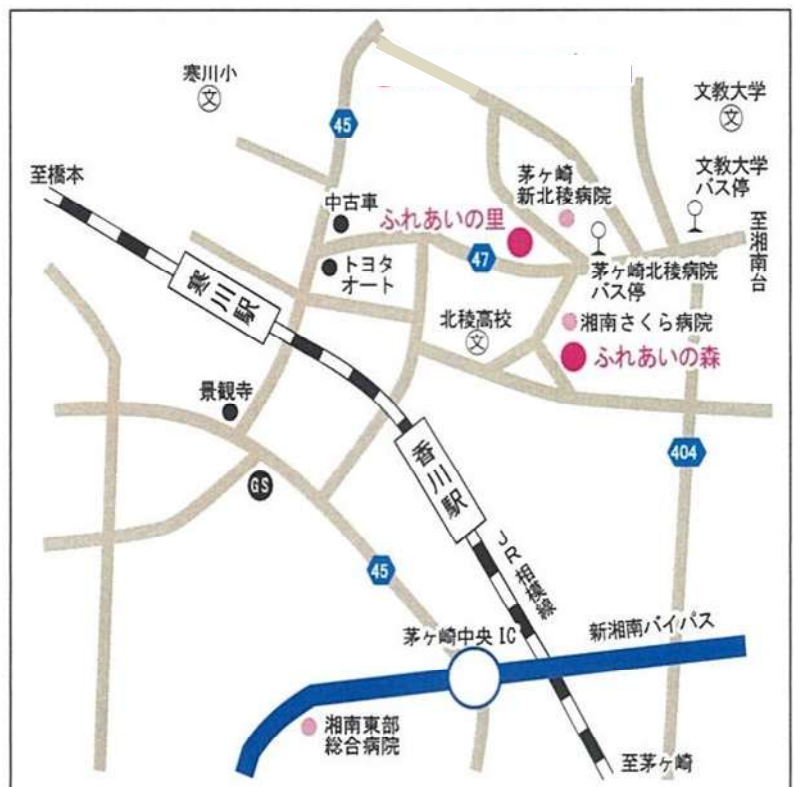 寒川小
文
45
文教大学
文
至橋本
茅ヶ崎
新北稜病院
文教大学
バス停
中古車
ふれあいの里
至湘南台
トヨタ
オート
47
茅ヶ崎北稜病院
バス停
寒川駅
北稜高校
文
湘南さくら病院
ふれあいの森
景観寺
香川駅
404
GS
JR相模線
45
茅ヶ崎中央 IC
新湘南バイパス
湘南東部
総合病院
至茅ヶ崎